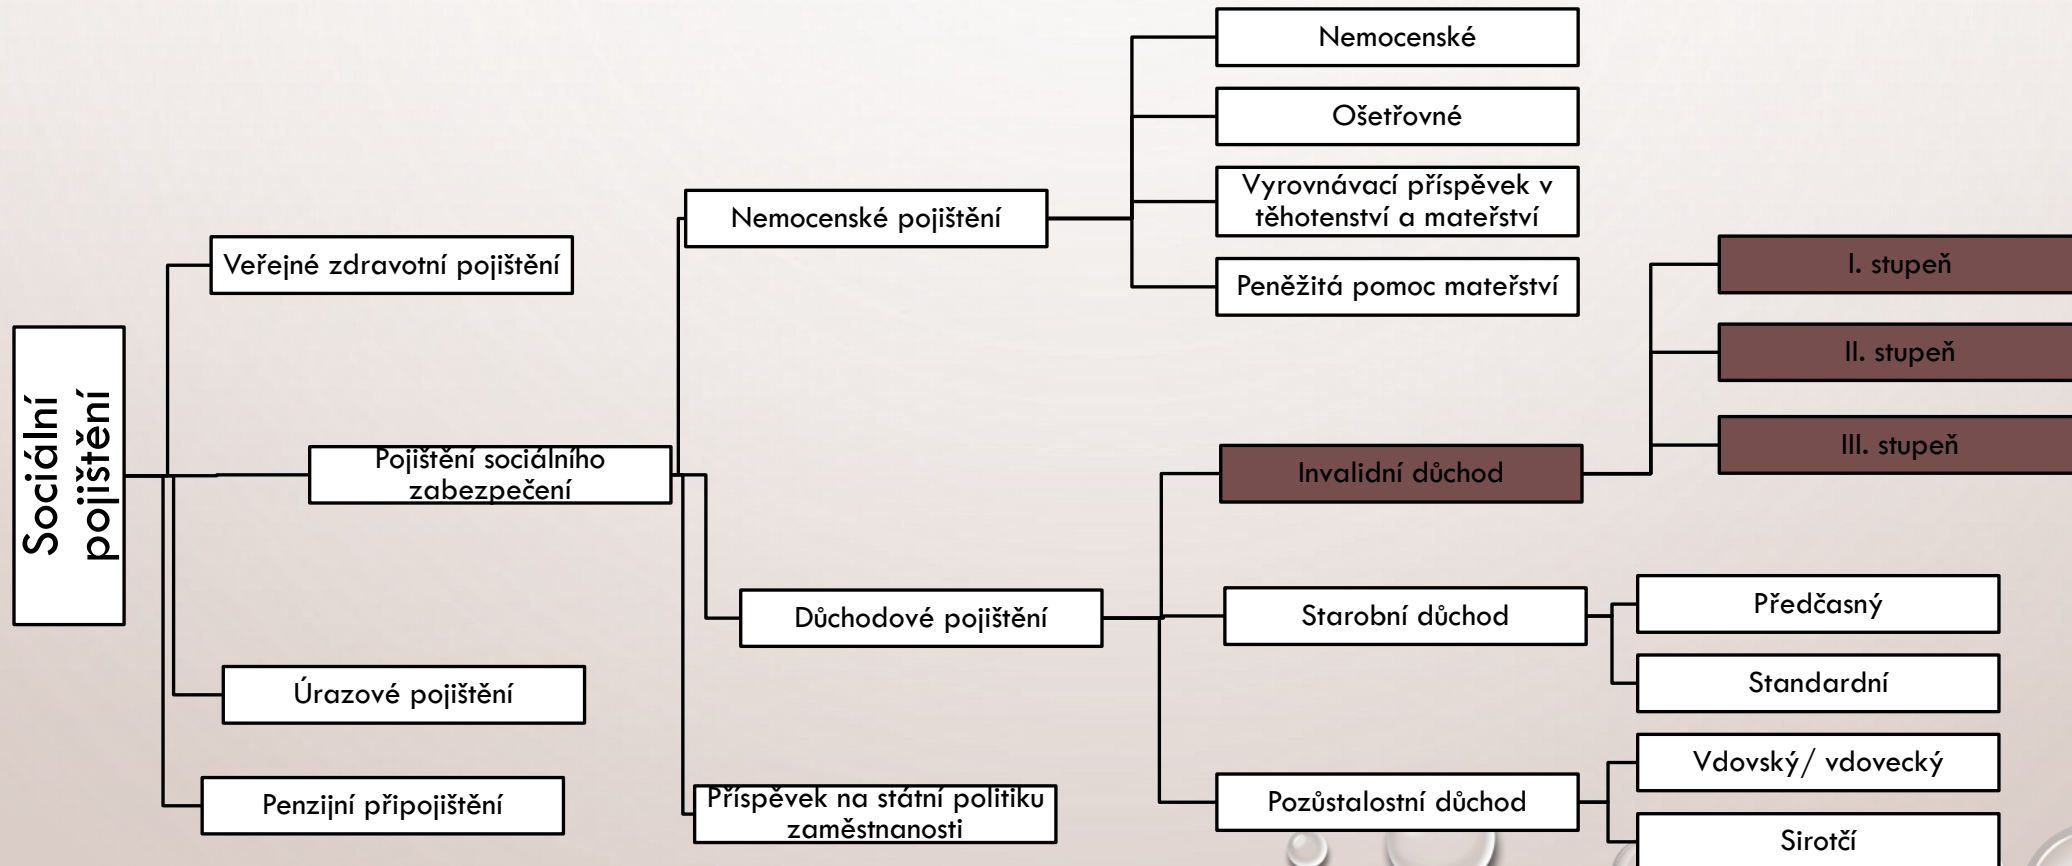 Sociální
pojištění
Veřejné zdravotní pojištění
Pojištění sociálního
zabezpečení
Úrazové pojištění
Penzijní připojištění
Nemocenské pojištění
Důchodové pojištění
Příspěvek na státní politiku
zaměstnanosti
Nemocenské
Ošetřovné
Vyrovnávací příspěvek v
těhotenství a mateřství
Peněžitá pomoc mateřství
Invalidní důchod
Starobní důchod
Pozůstalostní důchod
I. stupeň
II. stupeň
III. stupeň
Předčasný
Standardní
Vdovský/ vdovecký
Sirotčí